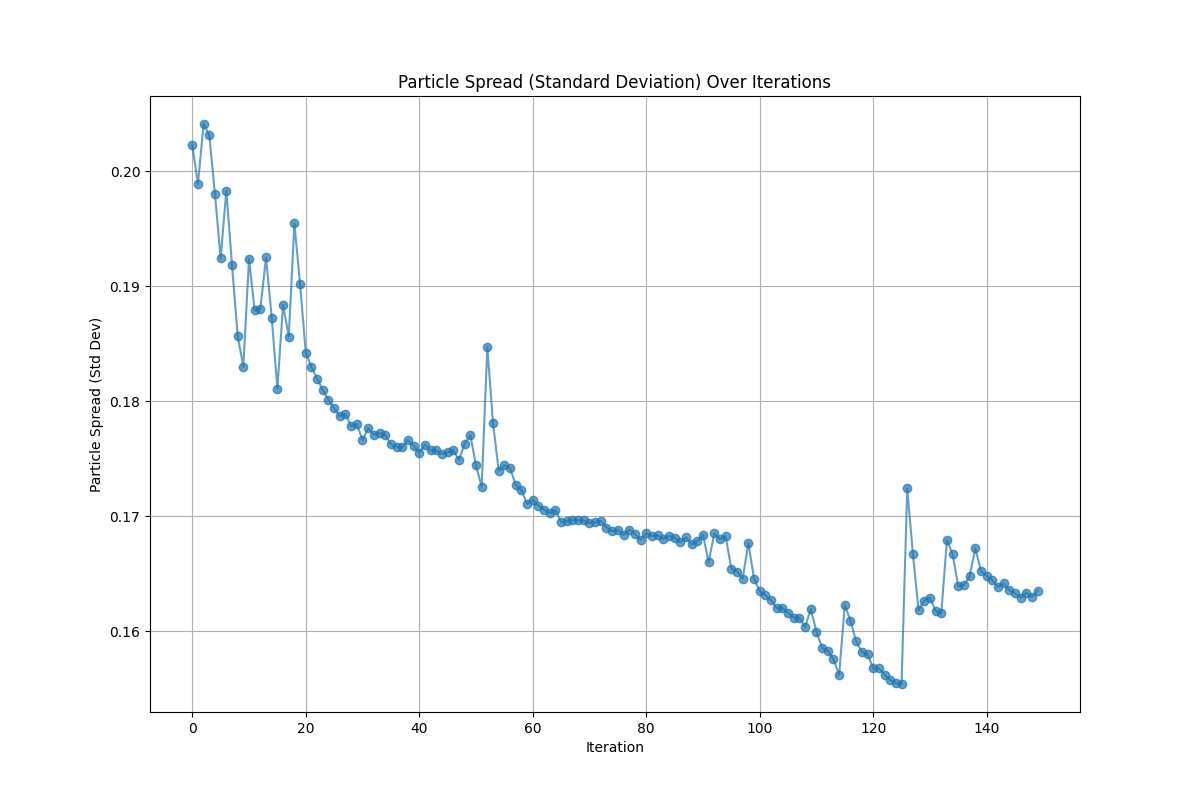 Particle Spread (Standard Deviation) Over Iterations
Particle Spread (Std Dev)
0.20
0.19
0.18
0.17
0.16
0 20 40 60 80 100 120 140
Iteration